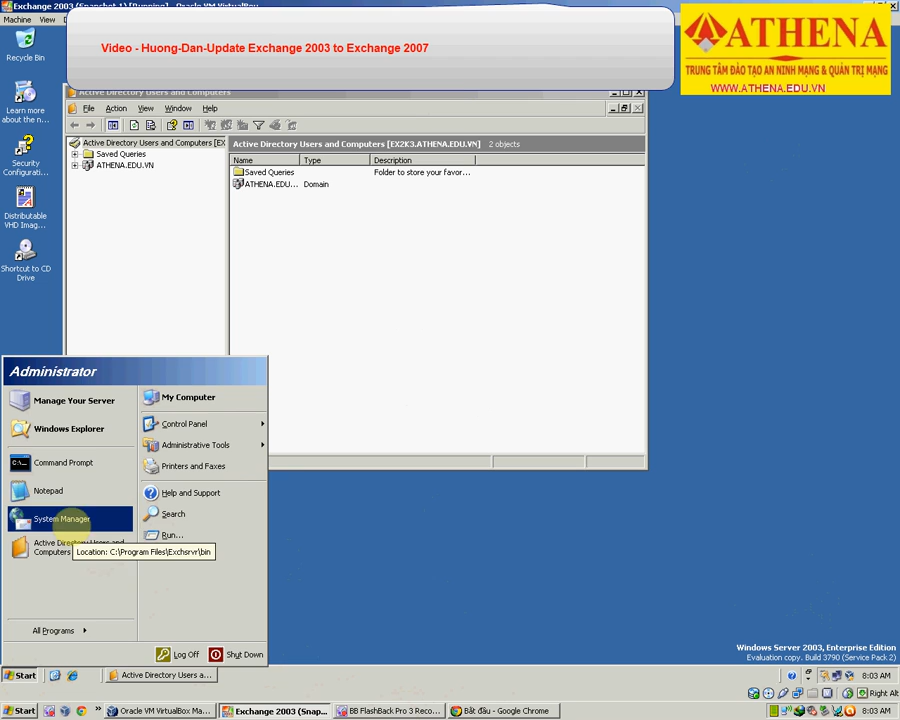 Exchange 2003 (Snapshot 1) [Running] - Oracle VM VirtualBox
Machine View
Video - Huong-Dan-Update Exchange 2003 to Exchange 2007
ATHENA
TRUNG TÂM ĐÀO TẠO AN NINH MẠNG & QUẢN TRỊ MẠNG
WWW.ATHENA.EDU.VN
Recycle Bin
Learn more
about the n...
Security
Configurati...
Distributable
VHD Imag...
Shortcut to CD
Drive
Active Directory Users and Computers
File Action View Window Help
Active Directory Users and Computers [EX
Saved Queries
ATHENA.EDU.VN
Active Directory Users and Computers [EX2K3.ATHENA.EDU.VN] 2 objects
Name Type Description
Saved Queries Folder to store your favor...
ATHENA.EDU... Domain
Administrator
Manage Your Server
Windows Explorer
Command Prompt
Notepad
System Manager
Active Directory Users and
Computers
Location: C:\Program Files\Exchsrvr\bin
All Programs
My Computer
Control Panel
Administrative Tools
Printers and Faxes
Help and Support
Search
Run...
Log Off Shut Down
Windows Server 2003, Enterprise Edition
Evaluation copy. Build 3790 (Service Pack 2)
Start Active Directory Users a... 8:03 AM
Right Alt
Start Oracle VM VirtualBox Ma... Exchange 2003 (Snap... BB FlashBack Pro 3 Reco... Bắt đầu - Google Chrome 8:03 AM